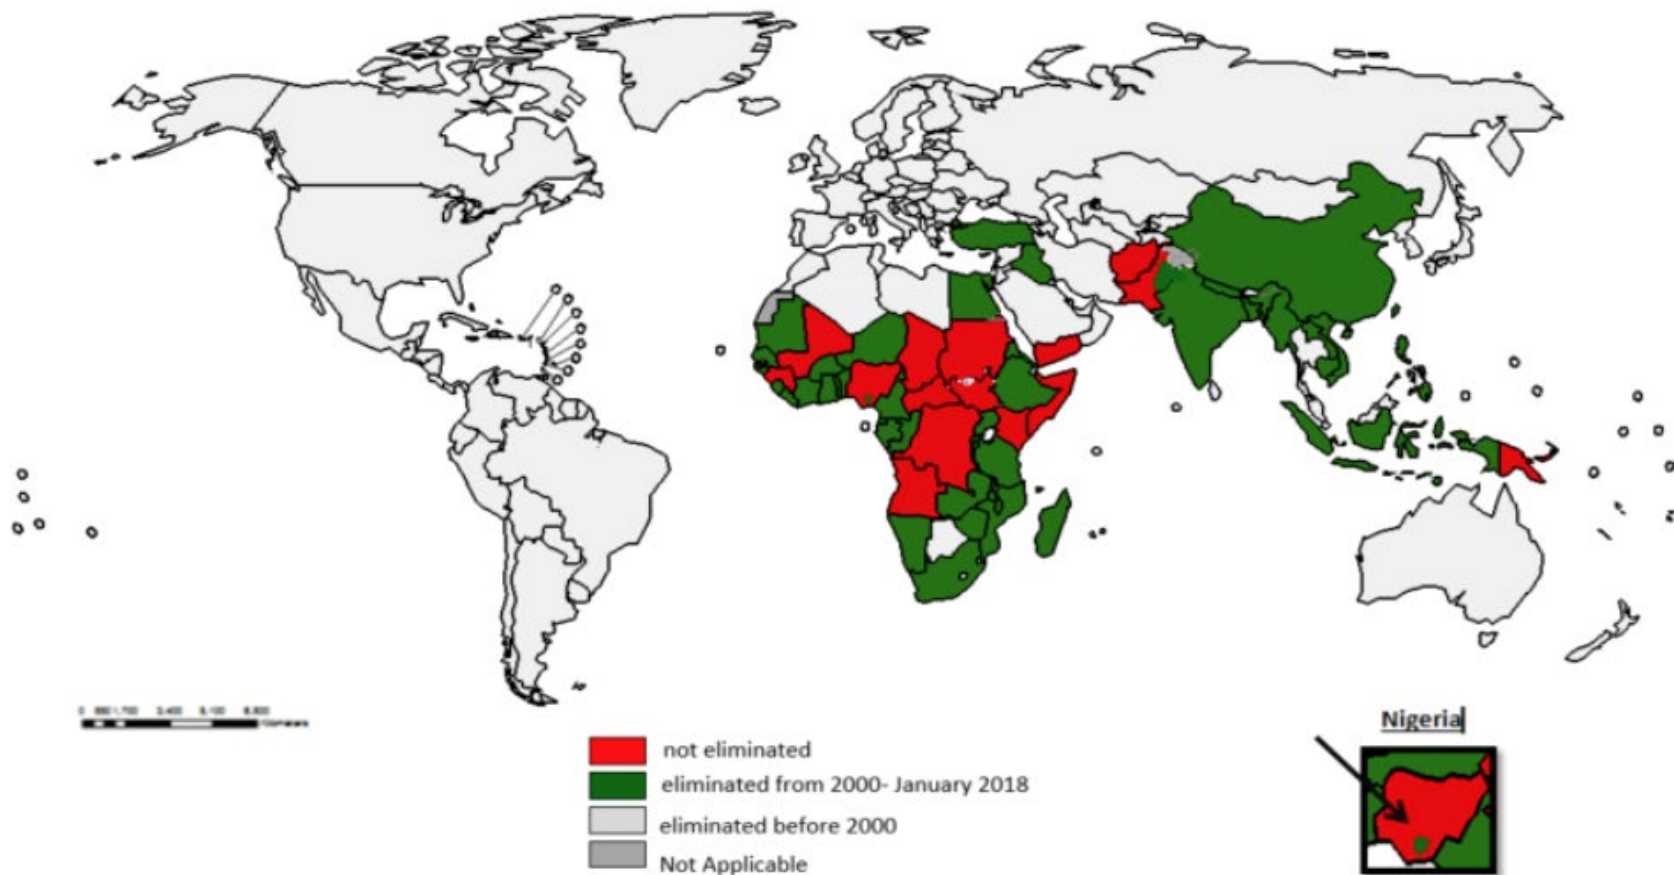 Nigeria
not eliminated
eliminated from 2000- January 2018
eliminated before 2000
Not Applicable